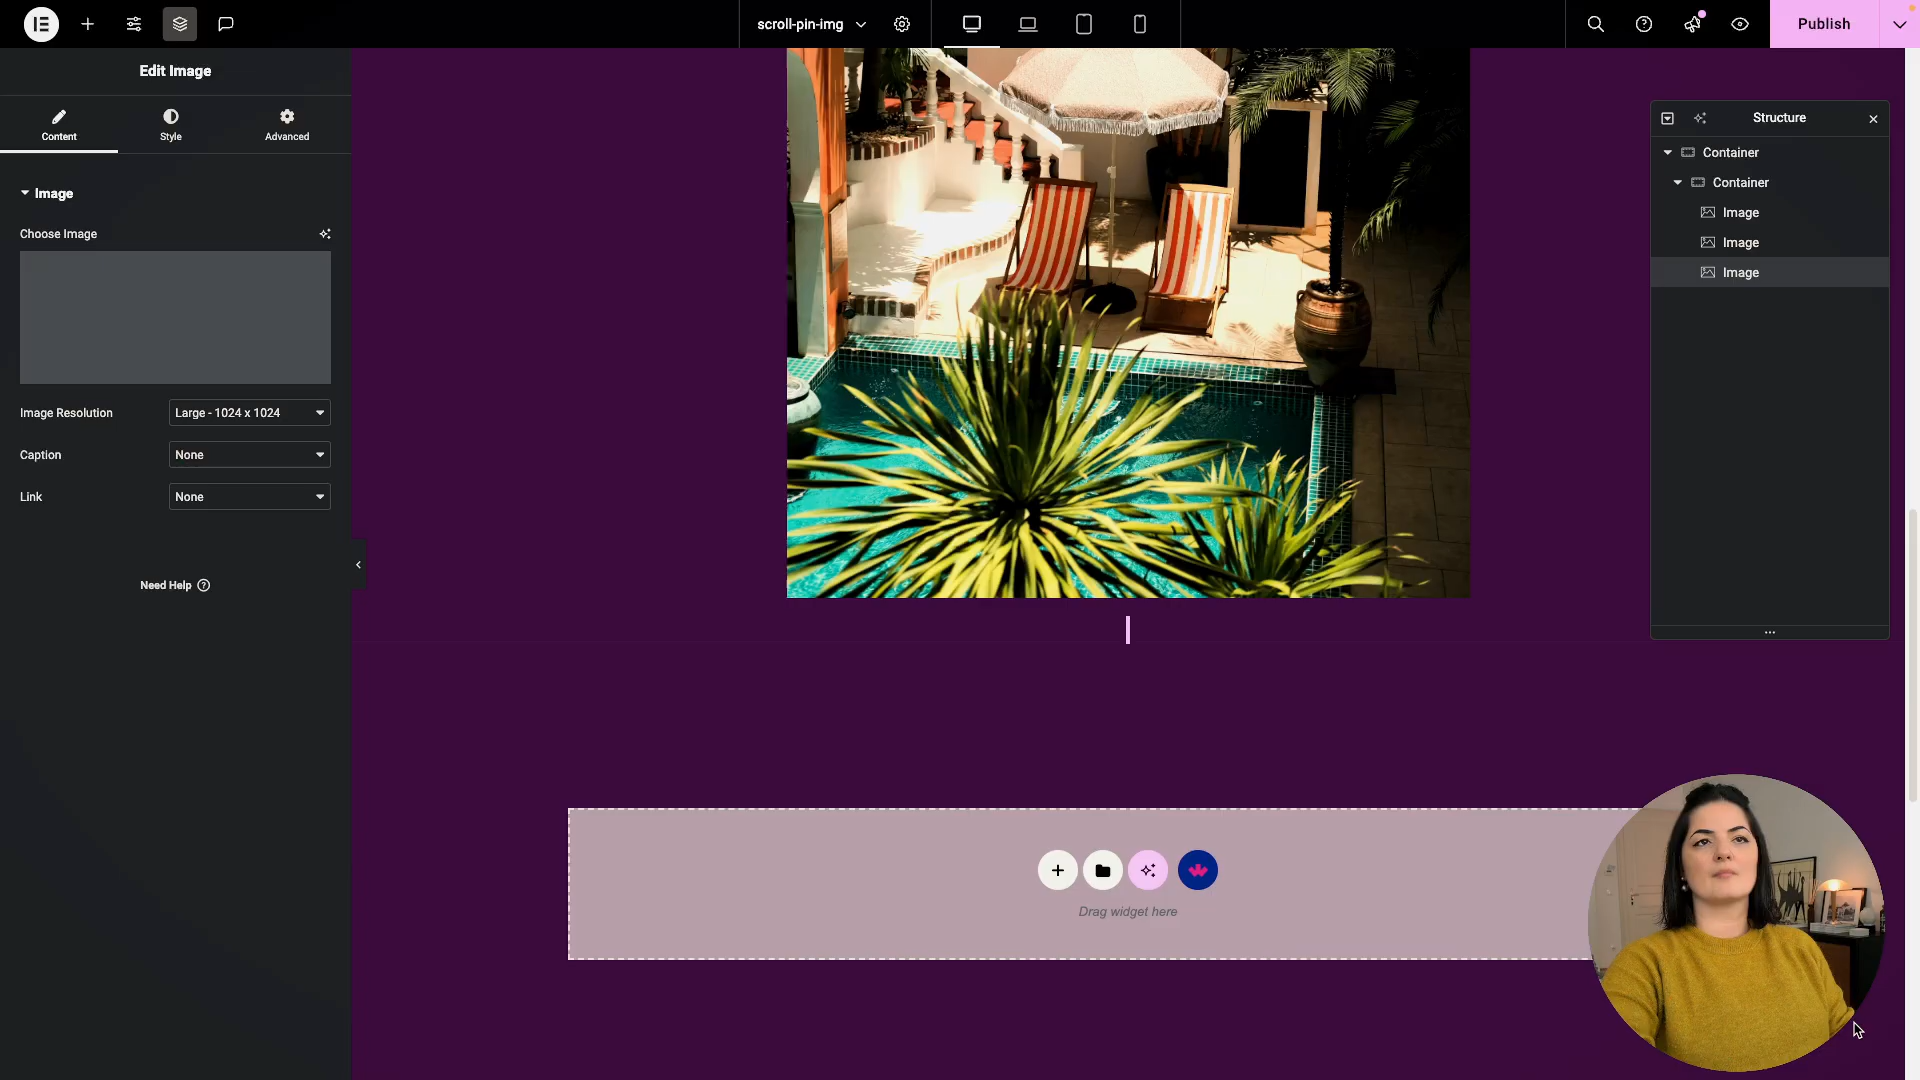 scroll-pin-img
Publish
Edit Image
Content
Style
Advanced
Image
Choose Image
Image Resolution
Large - 1024 x 1024
Caption
None
Link
None
Need Help
Structure
Container
Container
Image
Image
Image
Drag widget here